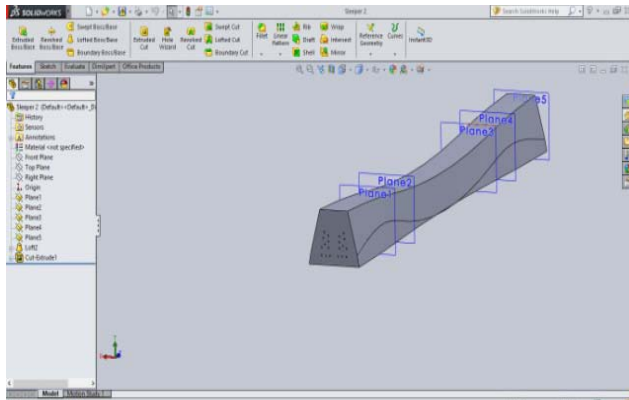 SOLIDWORKS
Sleeper 2
Search SolidWorks Help
Extruded Boss/Base
Revolved Boss/Base
Swept Boss/Base
Lofted Boss/Base
Boundary Boss/Base
Extruded Cut
Hole Wizard
Revolved Cut
Swept Cut
Lofted Cut
Boundary Cut
Fillet
Linear Pattern
Rib
Draft
Shell
Wrap
Intersect
Mirror
Reference Geometry
Curves
Instant3D
Features
Sketch
Evaluate
DimXpert
Office Products
Sleeper 2 (Default<<Default>_Di
History
Sensors
Annotations
Material <not specified>
Front Plane
Top Plane
Right Plane
Origin
Plane1
Plane2
Plane3
Plane4
Plane5
Loft2
Cut-Extrude1
Plane5
Plane4
Plane3
Plane2
Plane1
Model
Motion Study 1